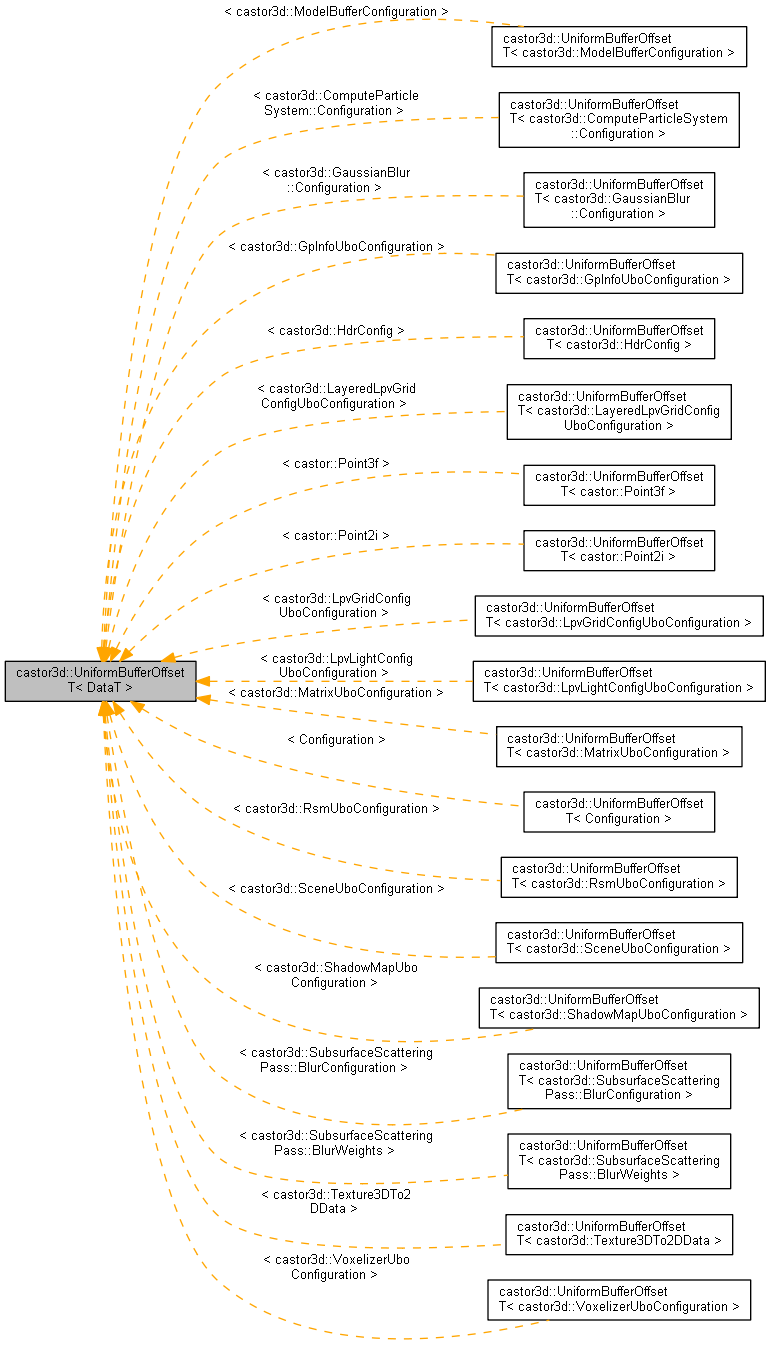 < castor3d::ModelBufferConfiguration >
castor3d::UniformBufferOffset
T< castor3d::ModelBufferConfiguration >
< castor3d::ComputeParticle
System::Configuration >
castor3d::UniformBufferOffset
T< castor3d::ComputeParticleSystem
::Configuration >
< castor3d::GaussianBlur
::Configuration >
castor3d::UniformBufferOffset
T< castor3d::GaussianBlur
::Configuration >
< castor3d::GpInfoUboConfiguration >
castor3d::UniformBufferOffset
T< castor3d::GpInfoUboConfiguration >
< castor3d::HdrConfig >
castor3d::UniformBufferOffset
T< castor3d::HdrConfig >
< castor3d::LayeredLpvGrid
ConfigUboConfiguration >
castor3d::UniformBufferOffset
T< castor3d::LayeredLpvGridConfig
UboConfiguration >
< castor::Point3f >
castor3d::UniformBufferOffset
T< castor::Point3f >
< castor::Point2i >
castor3d::UniformBufferOffset
T< castor::Point2i >
< castor3d::LpvGridConfig
UboConfiguration >
castor3d::UniformBufferOffset
T< castor3d::LpvGridConfigUboConfiguration >
castor3d::UniformBufferOffset
T< DataT >
< castor3d::LpvLightConfig
UboConfiguration >
castor3d::UniformBufferOffset
T< castor3d::LpvLightConfigUboConfiguration >
< castor3d::MatrixUboConfiguration >
castor3d::UniformBufferOffset
T< castor3d::MatrixUboConfiguration >
< Configuration >
castor3d::UniformBufferOffset
T< Configuration >
< castor3d::RsmUboConfiguration >
castor3d::UniformBufferOffset
T< castor3d::RsmUboConfiguration >
< castor3d::SceneUboConfiguration >
castor3d::UniformBufferOffset
T< castor3d::SceneUboConfiguration >
< castor3d::ShadowMapUbo
Configuration >
castor3d::UniformBufferOffset
T< castor3d::ShadowMapUboConfiguration >
< castor3d::SubsurfaceScattering
Pass::BlurConfiguration >
castor3d::UniformBufferOffset
T< castor3d::SubsurfaceScattering
Pass::BlurConfiguration >
< castor3d::SubsurfaceScattering
Pass::BlurWeights >
castor3d::UniformBufferOffset
T< castor3d::SubsurfaceScattering
Pass::BlurWeights >
< castor3d::Texture3DTo2
DData >
castor3d::UniformBufferOffset
T< castor3d::Texture3DTo2DData >
< castor3d::VoxelizerUbo
Configuration >
castor3d::UniformBufferOffset
T< castor3d::VoxelizerUboConfiguration >